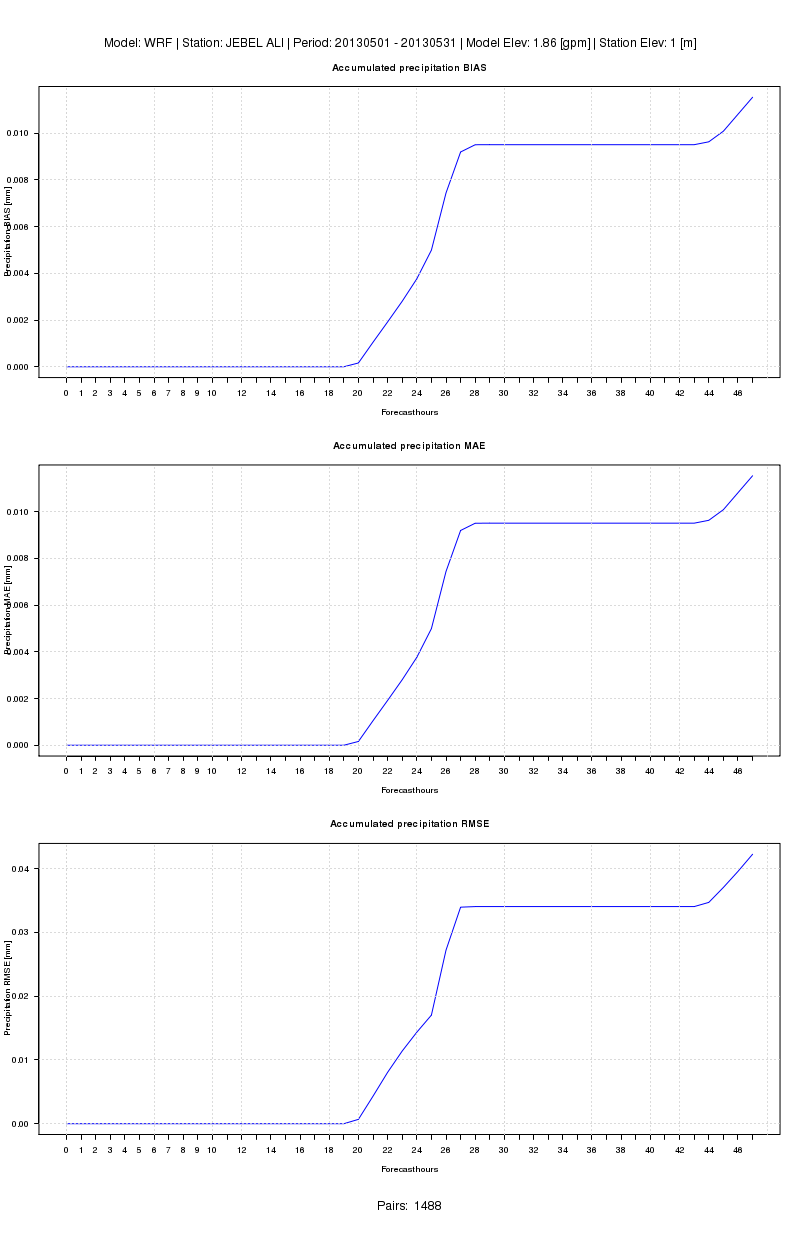 Model: WRF | Station: JEBEL ALI | Period: 20130501 - 20130531 | Model Elev: 1.86 [gpm] | Station Elev: 1 [m]
Accumulated precipitation BIAS
0.010
0.008
0.006
0.004
0.002
0.000
Precipitation BIAS [mm]
0 1 2 3 4 5 6 7 8 9 10 12 14 16 18 20 22 24 26 28 30 32 34 36 38 40 42 44 46
Forecasthours
Accumulated precipitation MAE
0.010
0.008
0.006
0.004
0.002
0.000
Precipitation MAE [mm]
0 1 2 3 4 5 6 7 8 9 10 12 14 16 18 20 22 24 26 28 30 32 34 36 38 40 42 44 46
Forecasthours
Accumulated precipitation RMSE
0.04
0.03
0.02
0.01
0.00
Precipitation RMSE [mm]
0 1 2 3 4 5 6 7 8 9 10 12 14 16 18 20 22 24 26 28 30 32 34 36 38 40 42 44 46
Forecasthours
Pairs: 1488